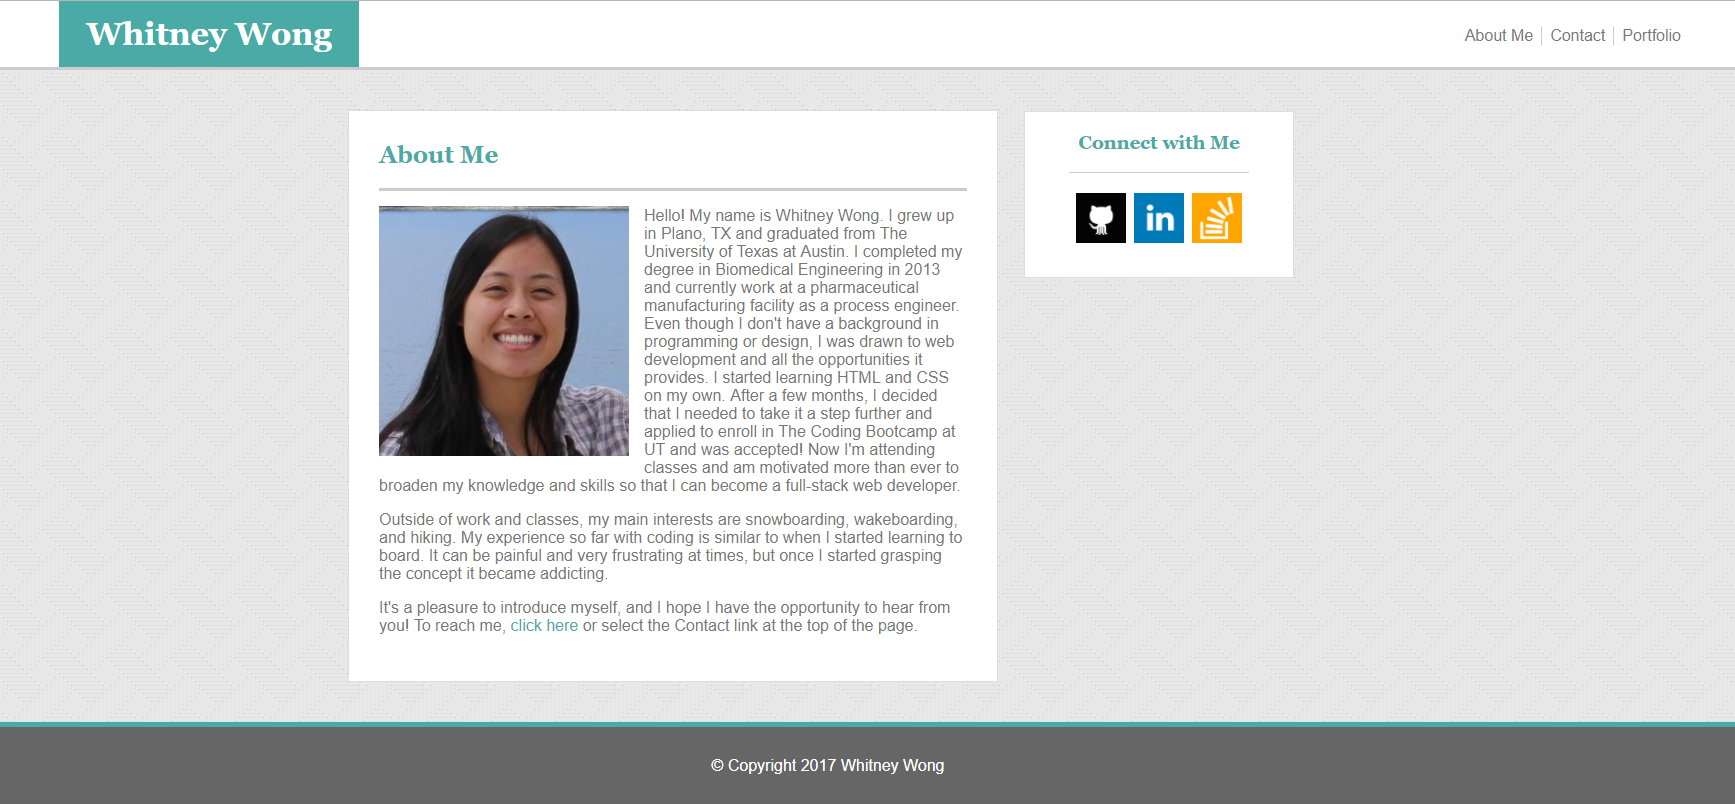 Whitney Wong
About Me
Contact
Portfolio
About Me
Hello! My name is Whitney Wong. I grew up
in Plano, TX and graduated from The
University of Texas at Austin. I completed my
degree in Biomedical Engineering in 2013
and currently work at a pharmaceutical
manufacturing facility as a process engineer.
Even though I don't have a background in
programming or design, I was drawn to web
development and all the opportunities it
provides. I started learning HTML and CSS
on my own. After a few months, I decided
that I needed to take it a step further and
applied to enroll in The Coding Bootcamp at
UT and was accepted! Now I'm attending
classes and am motivated more than ever to
broaden my knowledge and skills so that I can become a full-stack web developer.
Outside of work and classes, my main interests are snowboarding, wakeboarding,
and hiking. My experience so far with coding is similar to when I started learning to
board. It can be painful and very frustrating at times, but once I started grasping
the concept it became addicting.
It's a pleasure to introduce myself, and I hope I have the opportunity to hear from
you! To reach me, click here or select the Contact link at the top of the page.
Connect with Me
in
© Copyright 2017 Whitney Wong